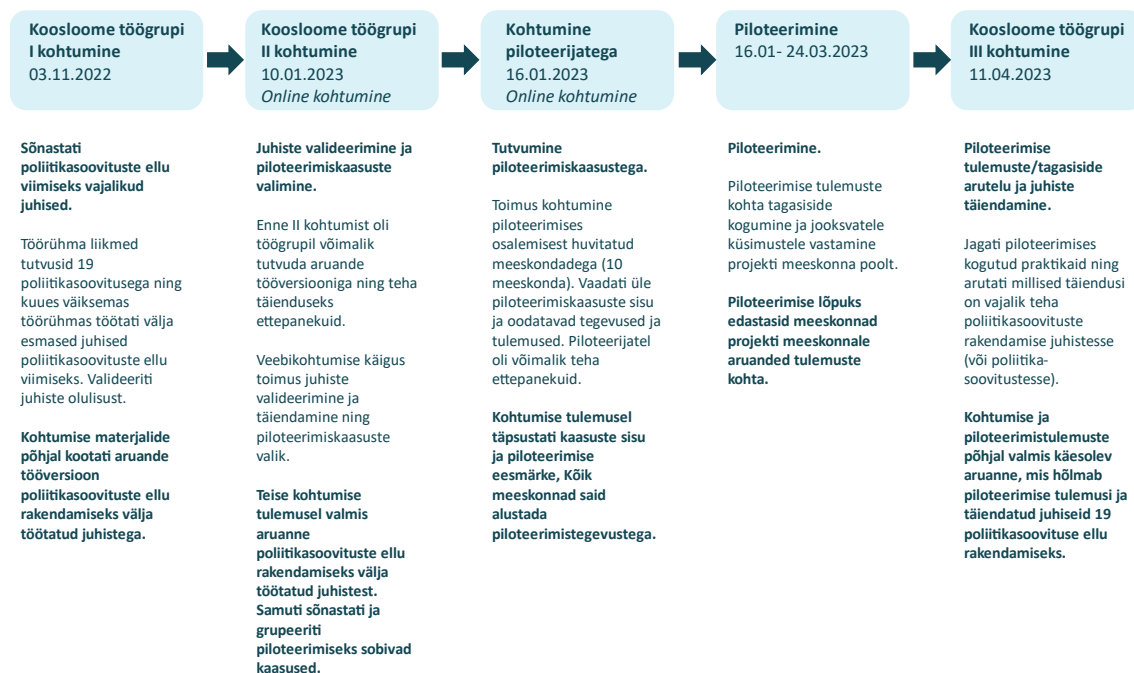 Koosloome töögrupi
I kohtumine
03.11.2022
Koosloome töögrupi
II kohtumine
10.01.2023
Online kohtumine
Kohtumine
piloteerijatega
16.01.2023
Online kohtumine
Piloteerimine
16.01- 24.03.2023
Koosloome töögrupi
III kohtumine
11.04.2023
Sõnastati
poliitikasoovituste ellu
viimiseks vajalikud
juhised.
Töörühma liikmed
tutvusid 19
poliitikasoovitusega ning
kuues väiksemas
töörühmas töötati välja
esmased juhised
poliitikasoovituste ellu
viimiseks. Valideeriti
juhiste olulisust.
Kohtumise materjalide
põhjal kootati aruande
tööversioon
poliitikasoovituste ellu
rakendamiseks välja
töötatud juhistega.
Juhiste valideerimine ja
piloteerimiskaasuste
valimine.
Enne II kohtumist oli
töögrupil võimalik
tutvuda aruande
tööversiooniga ning teha
täienduseks
ettepanekuid.
Veebikohtumise käigus
toimus juhiste
valideerimine ja
täiendamine ning
piloteerimiskaasuste
valik.
Teise kohtumise
tulemusel valmis
aruanne
poliitikasoovituste ellu
rakendamiseks välja
töötatud juhistest.
Samuti sõnastati ja
grupeeriti
piloteerimiseks sobivad
kaasused.
Tutvumine
piloteerimiskaasustega.
Toimus kohtumine
piloteerimises
osalemisest huvitatud
meeskondadega (10
meeskonda). Vaadati üle
piloteerimiskaasuste sisu
ja oodatavad tegevused ja
tulemused. Piloteerijatel
oli võimalik teha
ettepanekuid.
Kohtumise tulemusel
täpsustati kaasuste sisu
ja piloteerimise
eesmärke, Kõik
meeskonnad said
alustada
piloteerimistegevustega.
Piloteerimine.
Piloteerimise tulemuste
kohta tagasiside
kogumine ja jooksvatele
küsimustele vastamine
projekti meeskonna poolt.
Piloteerimise lõpuks
edastasid meeskonnad
projekti meeskonnale
aruanded tulemuste
kohta.
Piloteerimise
tulemuste/tagasiside
arutelu ja juhiste
täiendamine.
Jagati piloteerimises
kogutud praktikaid ning
arutati millised täiendusi
on vajalik teha
poliitikasoovituste
rakendamise juhistesse
(või poliitika-
soovitustesse).
Kohtumise ja
piloteerimistulemuste
põhjal valmis käesolev
aruanne, mis hõlmab
piloteerimise tulemusi ja
täiendatud juhiseid 19
poliitikasoovituse ellu
rakendamiseks.